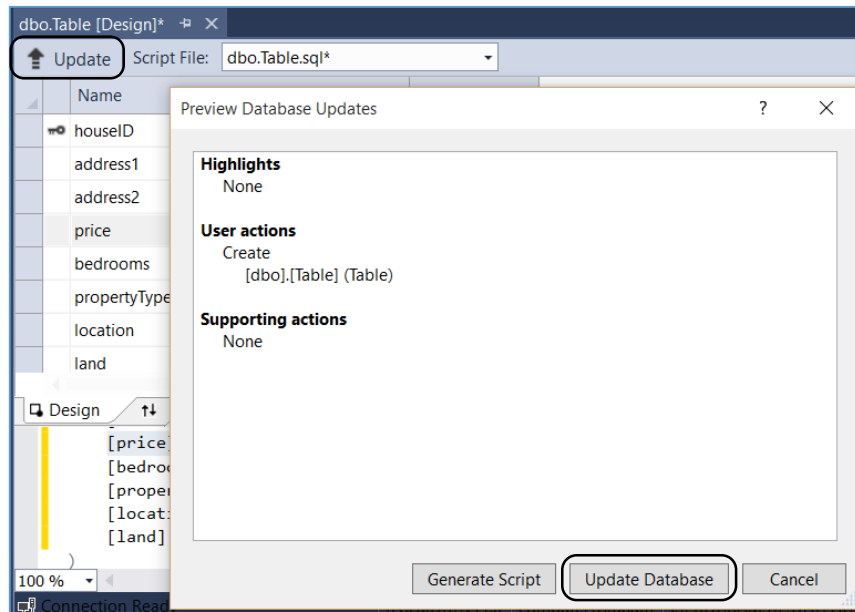 dbo.Table [Design]*
Update Script File: dbo.Table.sql*
Name
houseID
address1
address2
price
bedrooms
propertyType
location
land
Design
[price]
[bedroo
[proper
[locat
[land]
)
100 %
Connection Read
Preview Database Updates ?
Highlights
None
User actions
Create
[dbo].[Table] (Table)
Supporting actions
None
Generate Script Update Database Cancel